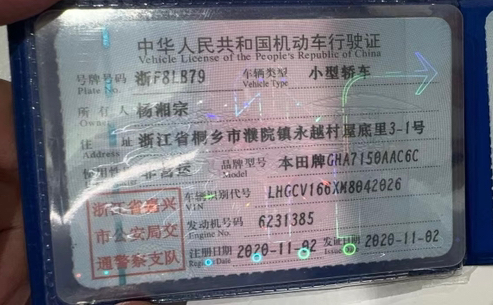 中华人民共和国机动车行驶证
Vehicle License of the People's Republic of China
号牌号码 浙F8LB79 车辆类型 小型轿车
Plate No. Vehicle Type
所有人 杨湘宗
Owner
住址 浙江省桐乡市濮院镇永越村屋底里3-1号
Address
使用性质 非营运 品牌型号 本田牌GHA7150AAC6C
Model
车辆识别代号 LHGCV166XM8042026
VIN
发动机号码 6231385
Engine No.
注册日期 2020-11-02 发证日期 2020-11-02
Register Date Issue
浙江省嘉兴
市公安局交
通警察支队